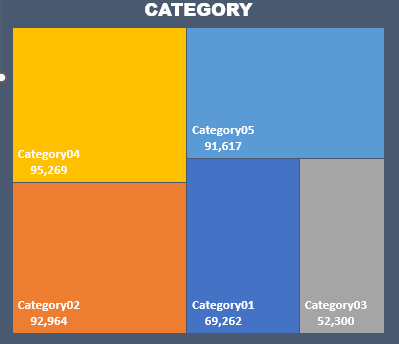 CATEGORY
Category04
95,269
Category05
91,617
Category02
92,964
Category01
69,262
Category03
52,300